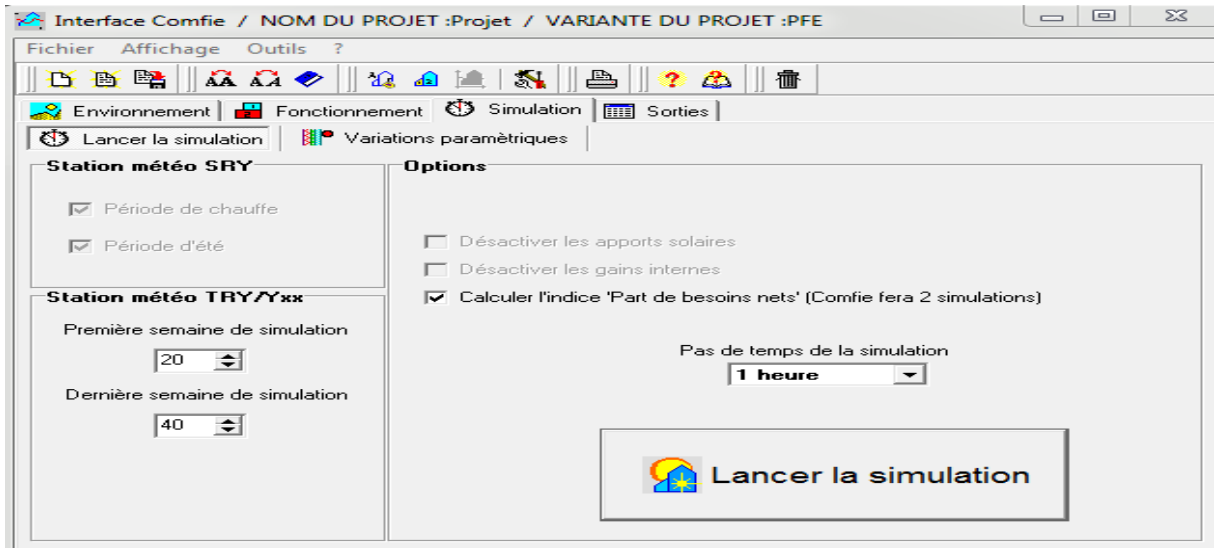 Interface Comfie / NOM DU PROJET :Projet / VARIANTE DU PROJET :PFE
Fichier Affichage Outils ?
Environnement Fonctionnement Simulation Sorties
Lancer la simulation Variations paramètriques
Station météo SRY
Période de chauffe
Période d'été
Station météo TRY/Yxx
Première semaine de simulation
20
Dernière semaine de simulation
40
Options
Désactiver les apports solaires
Désactiver les gains internes
Calculer l'indice 'Part de besoins nets' (Comfie fera 2 simulations)
Pas de temps de la simulation
1 heure
Lancer la simulation